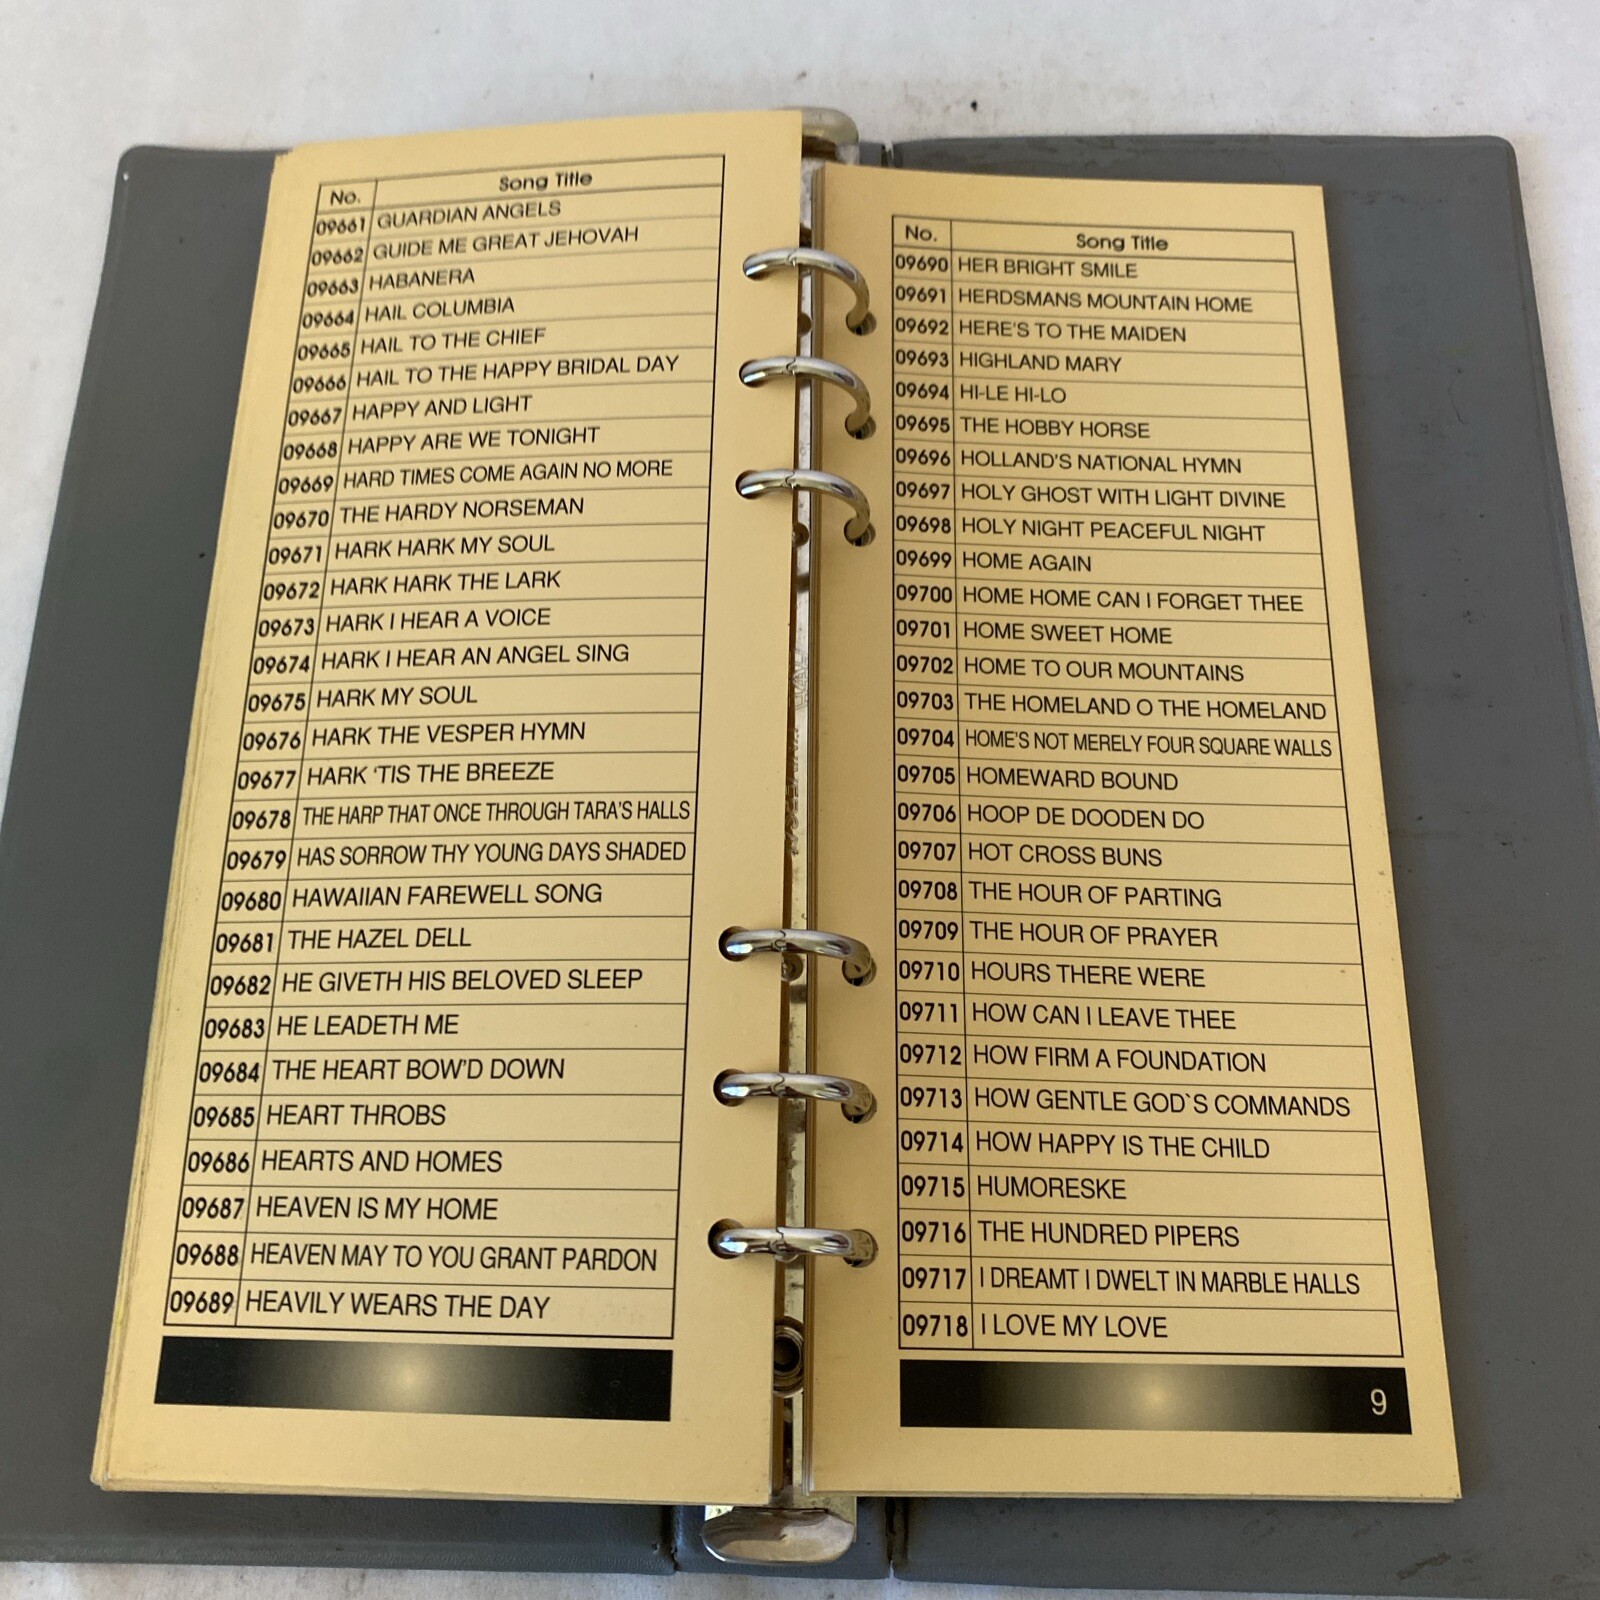 No. Song Title
09661 GUARDIAN ANGELS
09662 GUIDE ME GREAT JEHOVAH
09663 HABANERA
09664 HAIL COLUMBIA
09665 HAIL TO THE CHIEF
09666 HAIL TO THE HAPPY BRIDAL DAY
09667 HAPPY AND LIGHT
09668 HAPPY ARE WE TONIGHT
09669 HARD TIMES COME AGAIN NO MORE
09670 THE HARDY NORSEMAN
09671 HARK HARK MY SOUL
09672 HARK HARK THE LARK
09673 HARK I HEAR A VOICE
09674 HARK I HEAR AN ANGEL SING
09675 HARK MY SOUL
09676 HARK THE VESPER HYMN
09677 HARK ‘TIS THE BREEZE
09678 THE HARP THAT ONCE THROUGH TARA'S HALLS
09679 HAS SORROW THY YOUNG DAYS SHADED
09680 HAWAIIAN FAREWELL SONG
09681 THE HAZEL DELL
09682 HE GIVETH HIS BELOVED SLEEP
09683 HE LEADETH ME
09684 THE HEART BOW'D DOWN
09685 HEART THROBS
09686 HEARTS AND HOMES
09687 HEAVEN IS MY HOME
09688 HEAVEN MAY TO YOU GRANT PARDON
09689 HEAVILY WEARS THE DAY
No. Song Title
09690 HER BRIGHT SMILE
09691 HERDSMANS MOUNTAIN HOME
09692 HERE'S TO THE MAIDEN
09693 HIGHLAND MARY
09694 HI-LE HI-LO
09695 THE HOBBY HORSE
09696 HOLLAND'S NATIONAL HYMN
09697 HOLY GHOST WITH LIGHT DIVINE
09698 HOLY NIGHT PEACEFUL NIGHT
09699 HOME AGAIN
09700 HOME HOME CAN I FORGET THEE
09701 HOME SWEET HOME
09702 HOME TO OUR MOUNTAINS
09703 THE HOMELAND O THE HOMELAND
09704 HOME'S NOT MERELY FOUR SQUARE WALLS
09705 HOMEWARD BOUND
09706 HOOP DE DOODEN DO
09707 HOT CROSS BUNS
09708 THE HOUR OF PARTING
09709 THE HOUR OF PRAYER
09710 HOURS THERE WERE
09711 HOW CAN I LEAVE THEE
09712 HOW FIRM A FOUNDATION
09713 HOW GENTLE GOD`S COMMANDS
09714 HOW HAPPY IS THE CHILD
09715 HUMORESKE
09716 THE HUNDRED PIPERS
09717 I DREAMT I DWELT IN MARBLE HALLS
09718 I LOVE MY LOVE
9